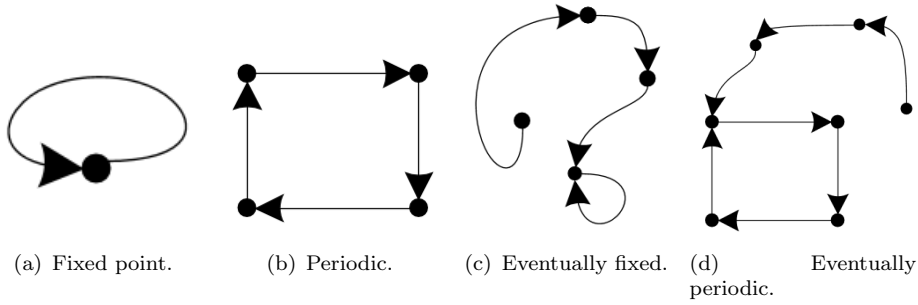 (a) Fixed point.
(b) Periodic.
(c) Eventually fixed.
(d) Eventually
periodic.